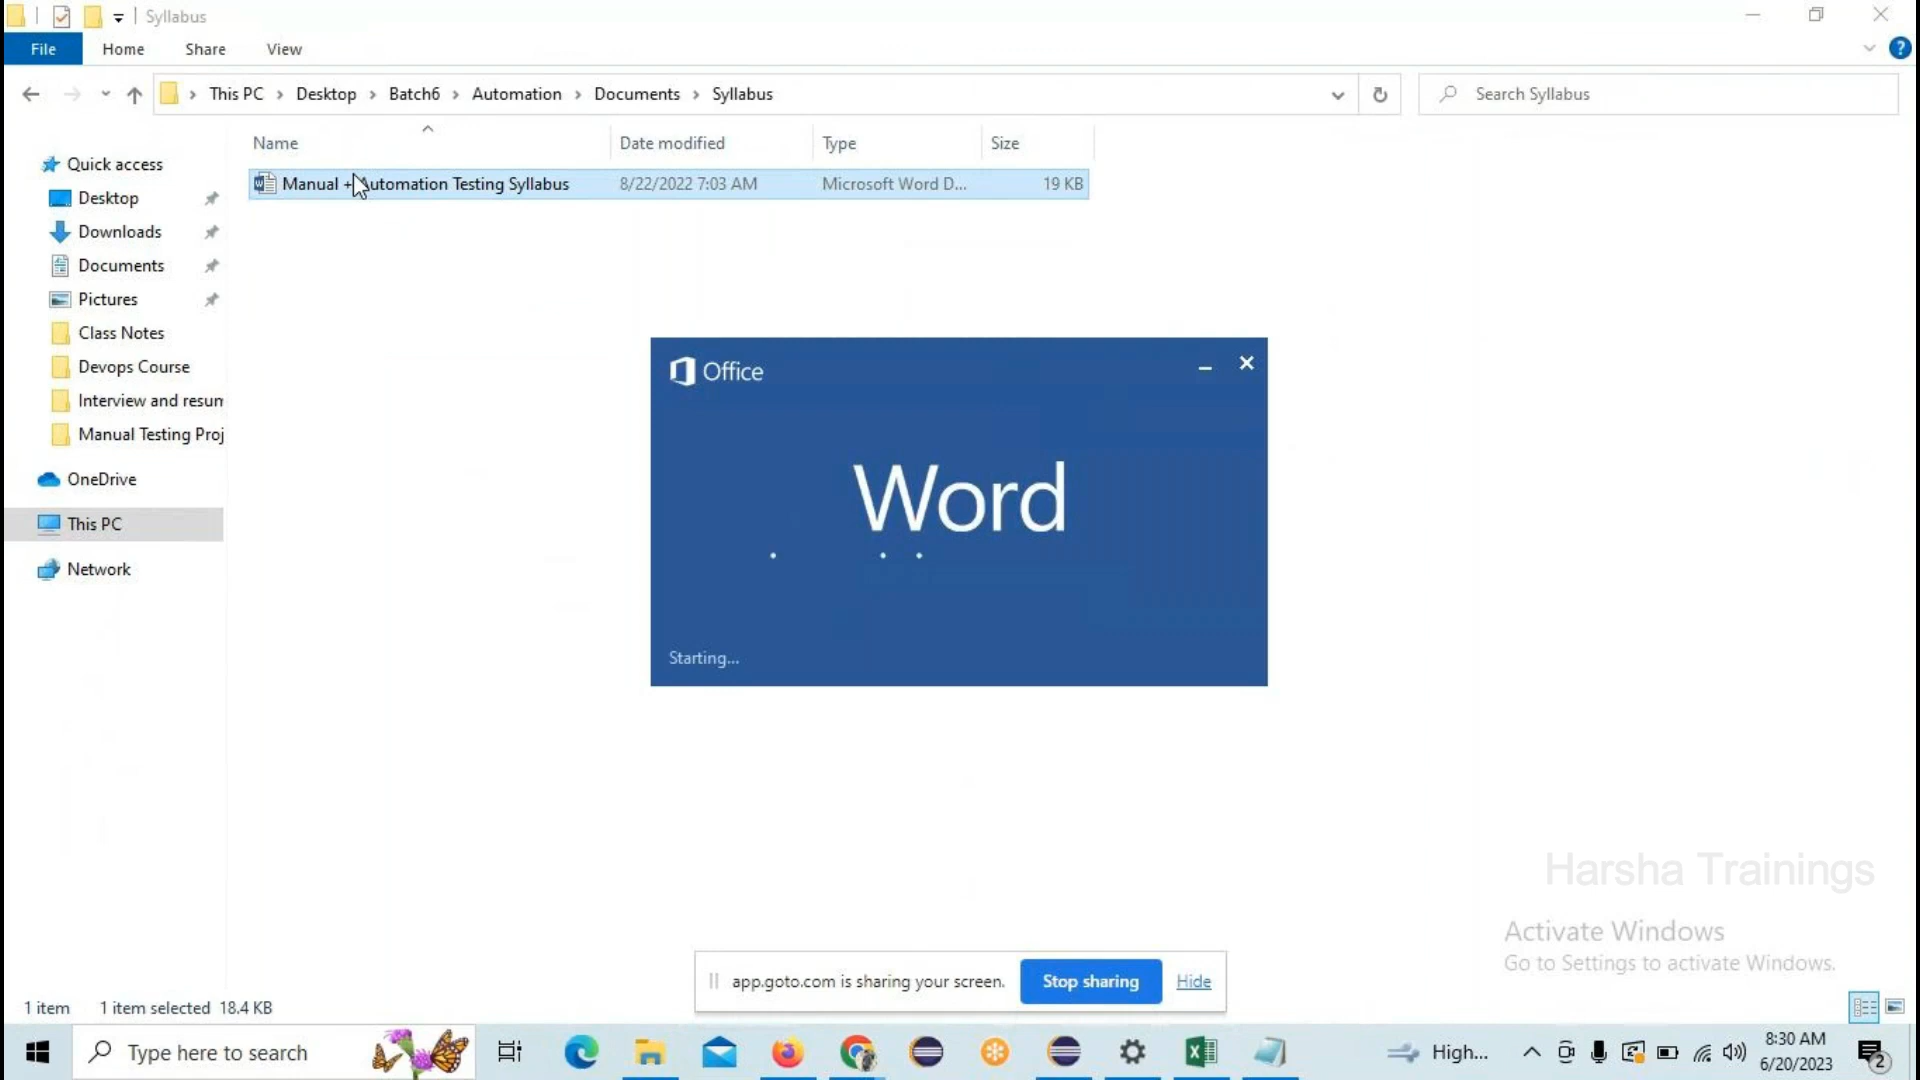 Syllabus
File Home Share View
This PC > Desktop > Batch6 > Automation > Documents > Syllabus
Search Syllabus
Name Date modified Type Size
Manual + Automation Testing Syllabus 8/22/2022 7:03 AM Microsoft Word D... 19 KB
Quick access
Desktop
Downloads
Documents
Pictures
Class Notes
Devops Course
Interview and resum
Manual Testing Proj
OneDrive
This PC
Network
Office
Word
Starting...
Harsha Trainings
Activate Windows
Go to Settings to activate Windows.
app.goto.com is sharing your screen. Stop sharing Hide
1 item 1 item selected 18.4 KB
Type here to search
High...
8:30 AM
6/20/2023
2